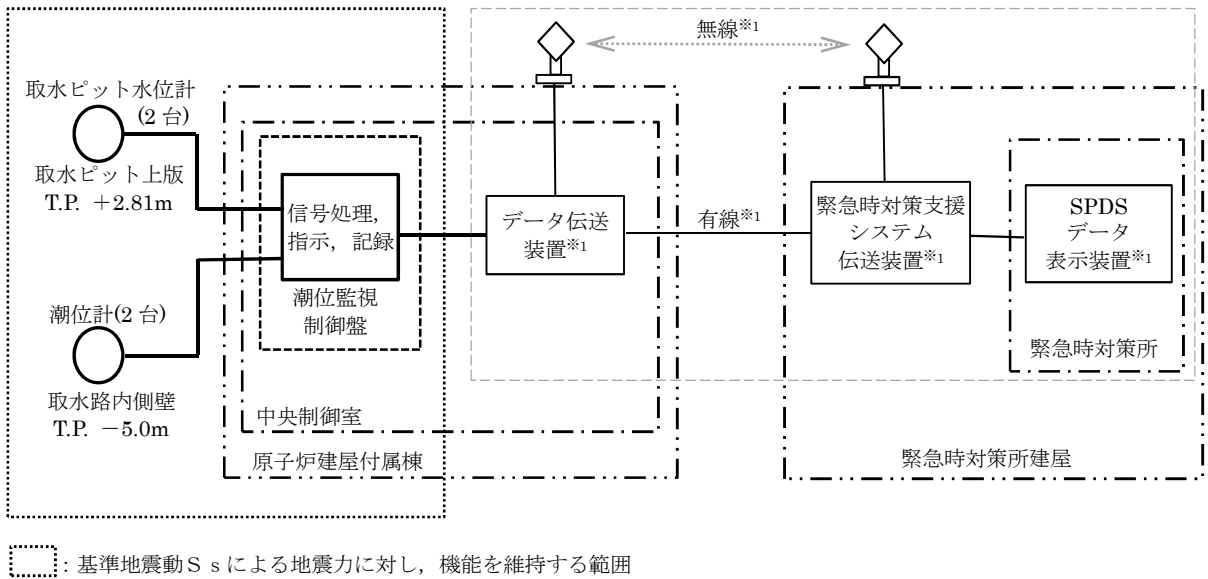 無線※1
取水ピット水位計
(2 台)
取水ピット上版
T.P. +2.81m
信号処理,
指示, 記録
潮位監視
制御盤
データ伝送
装置※1
有線※1
緊急時対策支援
システム
伝送装置※1
SPDS
データ
表示装置※1
緊急時対策所
潮位計(2 台)
取水路内側壁
T.P. -5.0m
中央制御室
原子炉建屋付属棟
緊急時対策所建屋
: 基準地震動Ssによる地震力に対し, 機能を維持する範囲